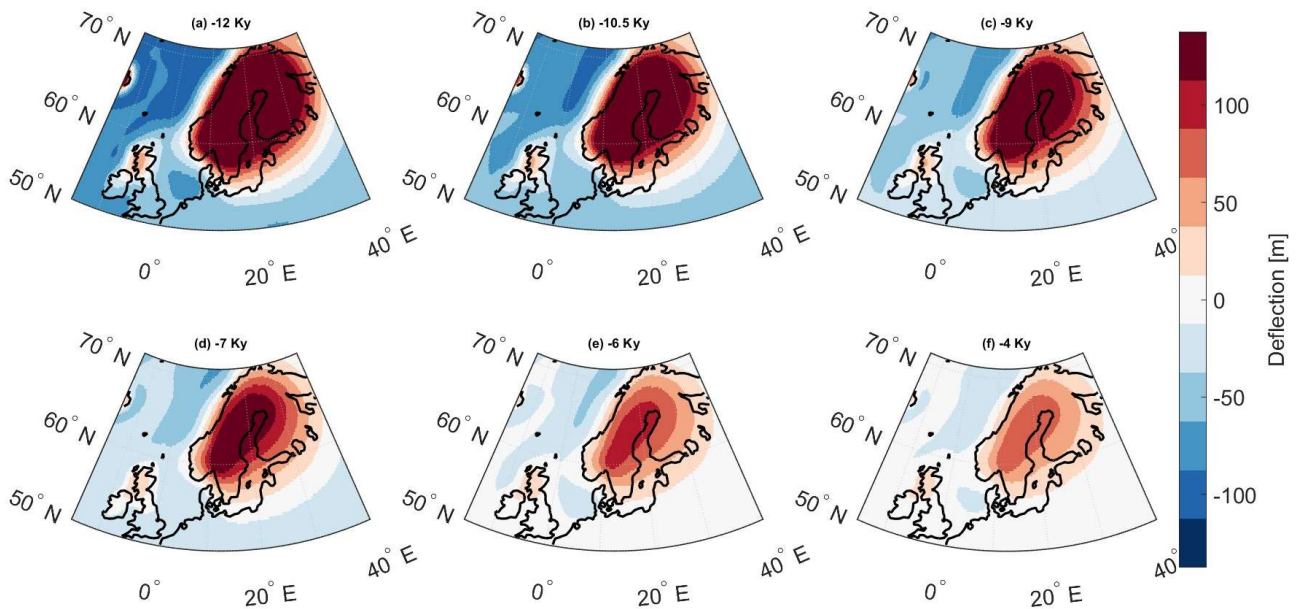 (a) -12 Ky
(b) -10.5 Ky
(c) -9 Ky
70° N
60° N
50° N
0°
20° E
40° E
70° N
60° N
50° N
0°
20° E
40° E
70° N
60° N
50° N
0°
20° E
40°
(d) -7 Ky
(e) -6 Ky
(f) -4 Ky
70° N
60° N
50° N
0°
20° E
40° E
70° N
60° N
50° N
0°
20° E
40° E
70° N
60° N
50° N
0°
20° E
40°
100
50
0
-50
-100
Deflection [m]